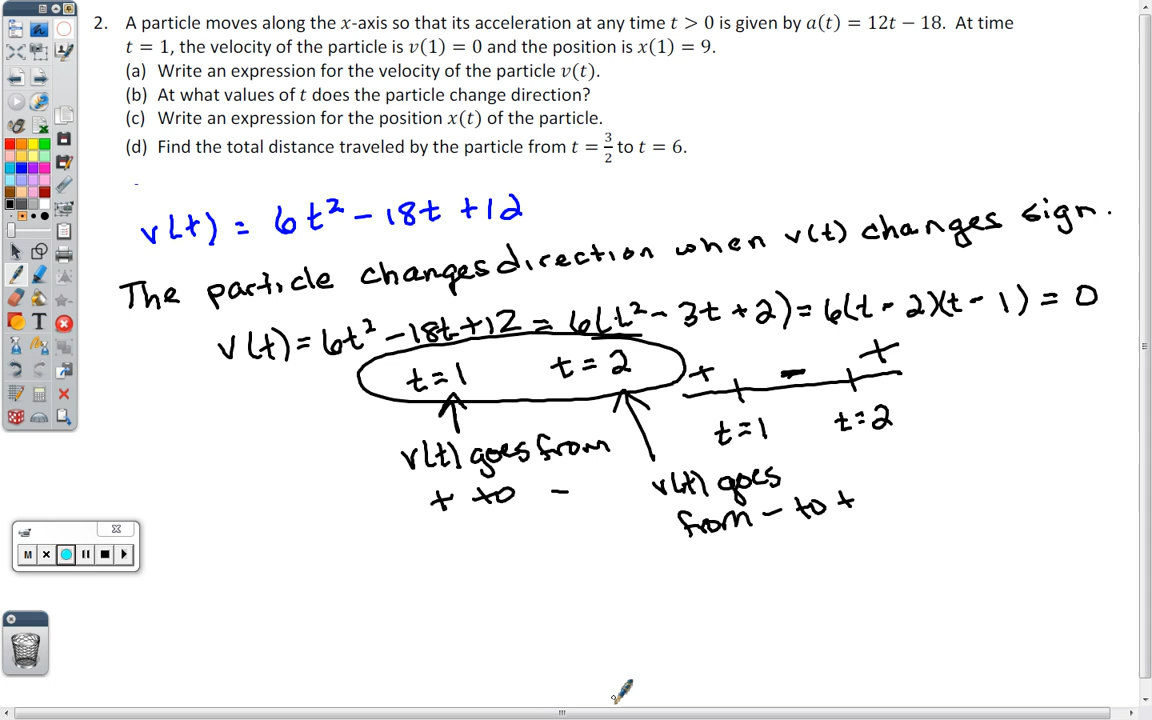 2. A particle moves along the x-axis so that its acceleration at any time t > 0 is given by a(t) = 12t − 18. At time
t = 1, the velocity of the particle is v(1) = 0 and the position is x(1) = 9.
(a) Write an expression for the velocity of the particle v(t).
(b) At what values of t does the particle change direction?
(c) Write an expression for the position x(t) of the particle.
(d) Find the total distance traveled by the particle from t = 3/2 to t = 6.
v(t) = 6t² - 18t + 12
The particle changes direction when v(t) changes sign.
v(t) = 6t² - 18t + 12 = 6(t² - 3t + 2) = 6(t - 2)(t - 1) = 0
t = 1 t = 2
+ - +
t = 1 t = 2
v(t) goes from
+ to -
v(t) goes
from - to +
T
M